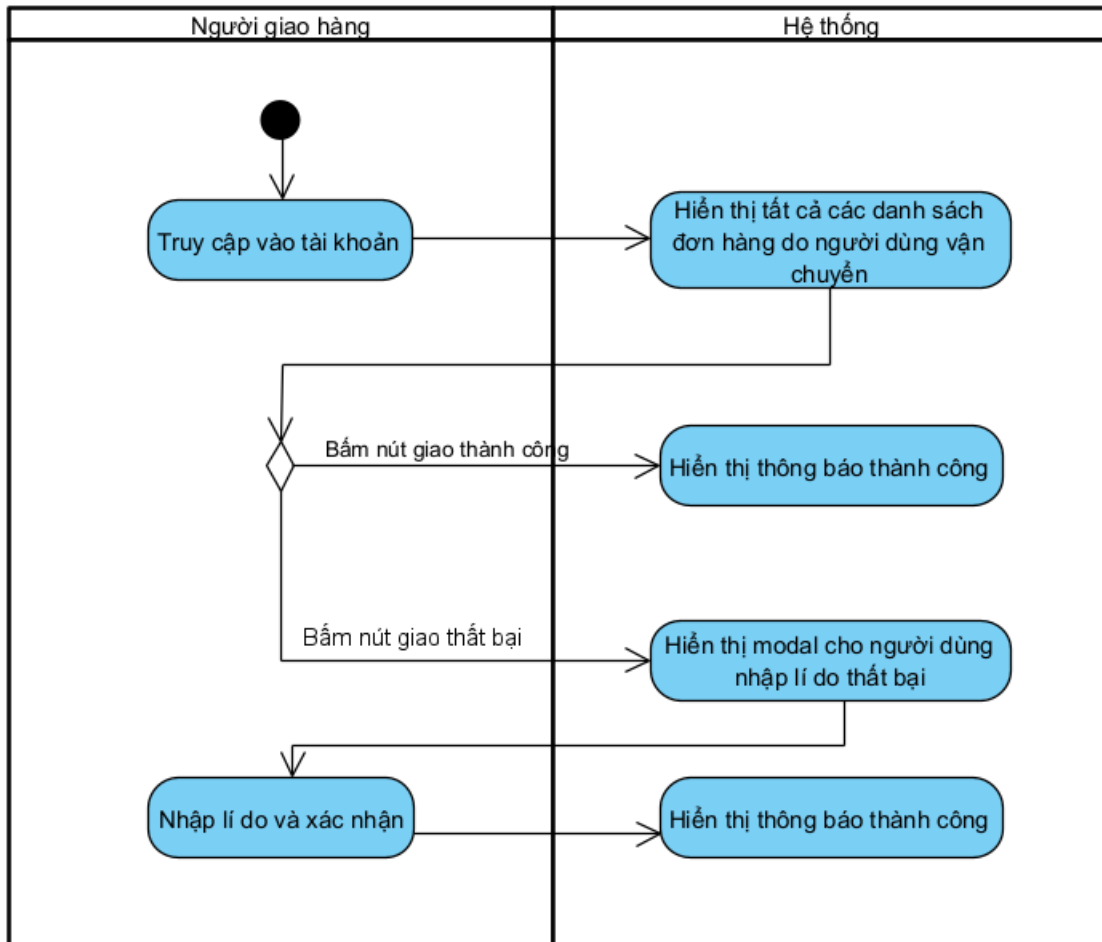 Người giao hàng
Hệ thống
Truy cập vào tài khoản
Hiển thị tất cả các danh sách
đơn hàng do người dùng vận
chuyển
Bấm nút giao thành công
Hiển thị thông báo thành công
Bấm nút giao thất bại
Hiển thị modal cho người dùng
nhập lí do thất bại
Nhập lí do và xác nhận
Hiển thị thông báo thành công